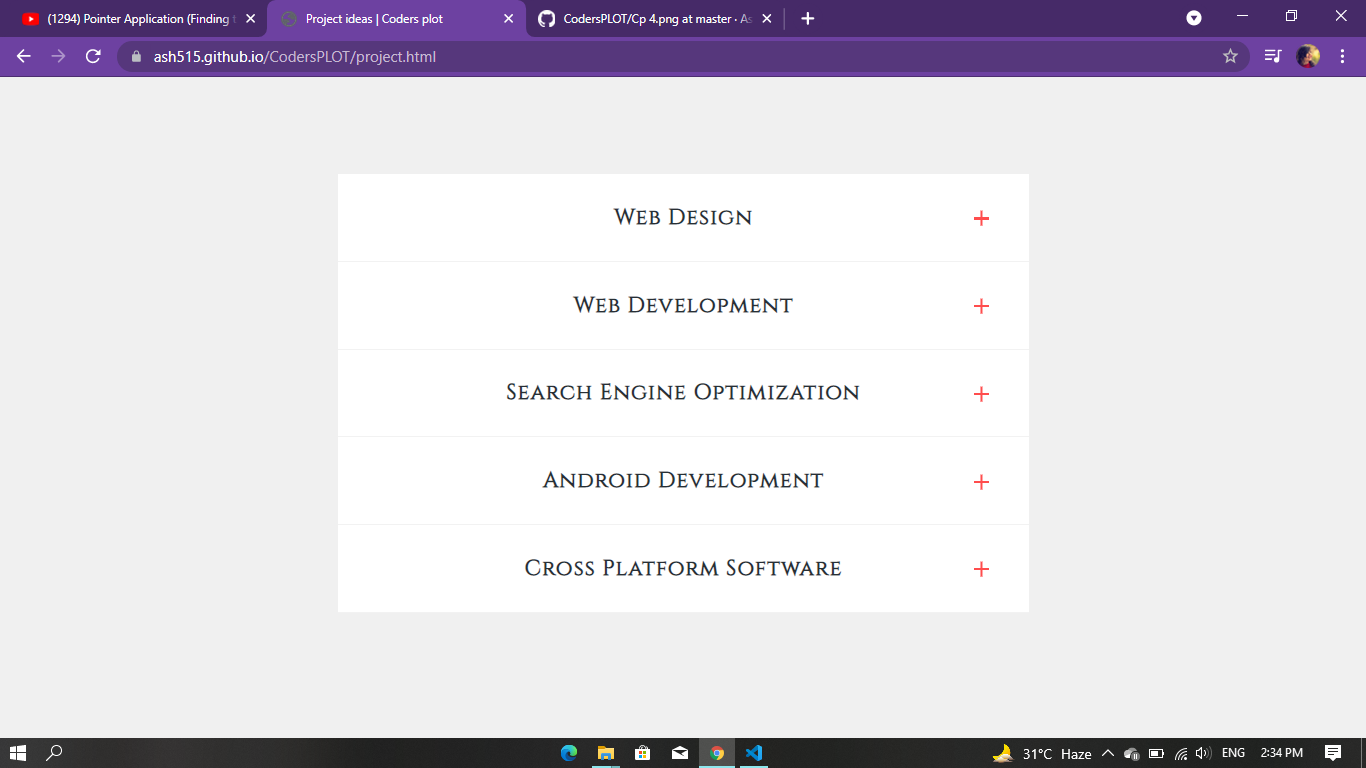 (1294) Pointer Application (Finding t
Project ideas | Coders plot
CodersPLOT/Cp 4.png at master · As
ash515.github.io/CodersPLOT/project.html
Web Design
Web Development
Search Engine Optimization
Android Development
Cross Platform Software
31°C Haze
ENG
2:34 PM